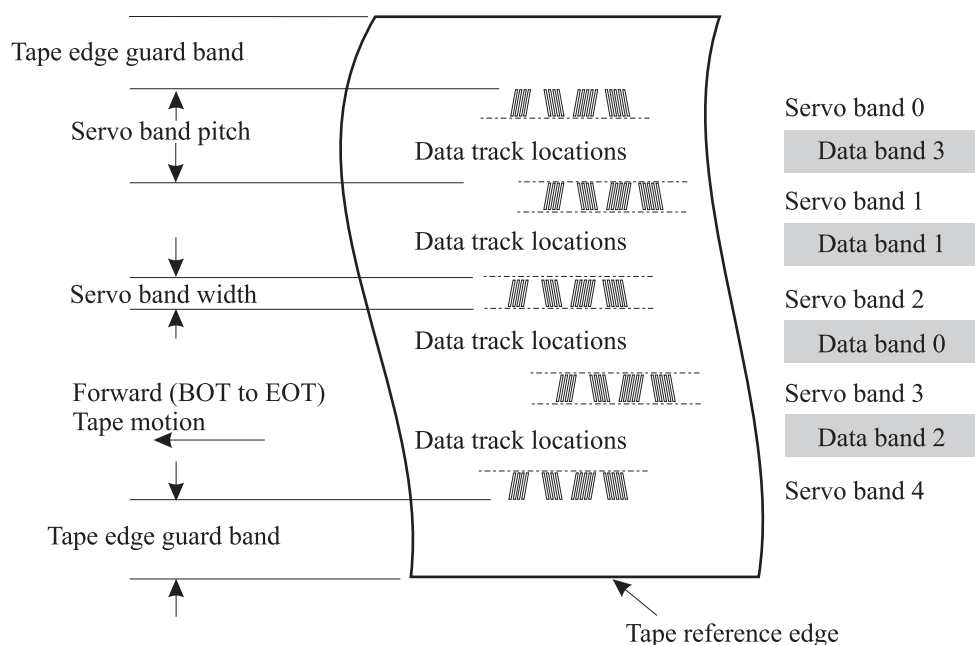 Tape edge guard band
Servo band pitch
Servo band width
Forward (BOT to EOT)
Tape motion
Tape edge guard band
Data track locations
Data track locations
Data track locations
Data track locations
Tape reference edge
Servo band 0
Data band 3
Servo band 1
Data band 1
Servo band 2
Data band 0
Servo band 3
Data band 2
Servo band 4